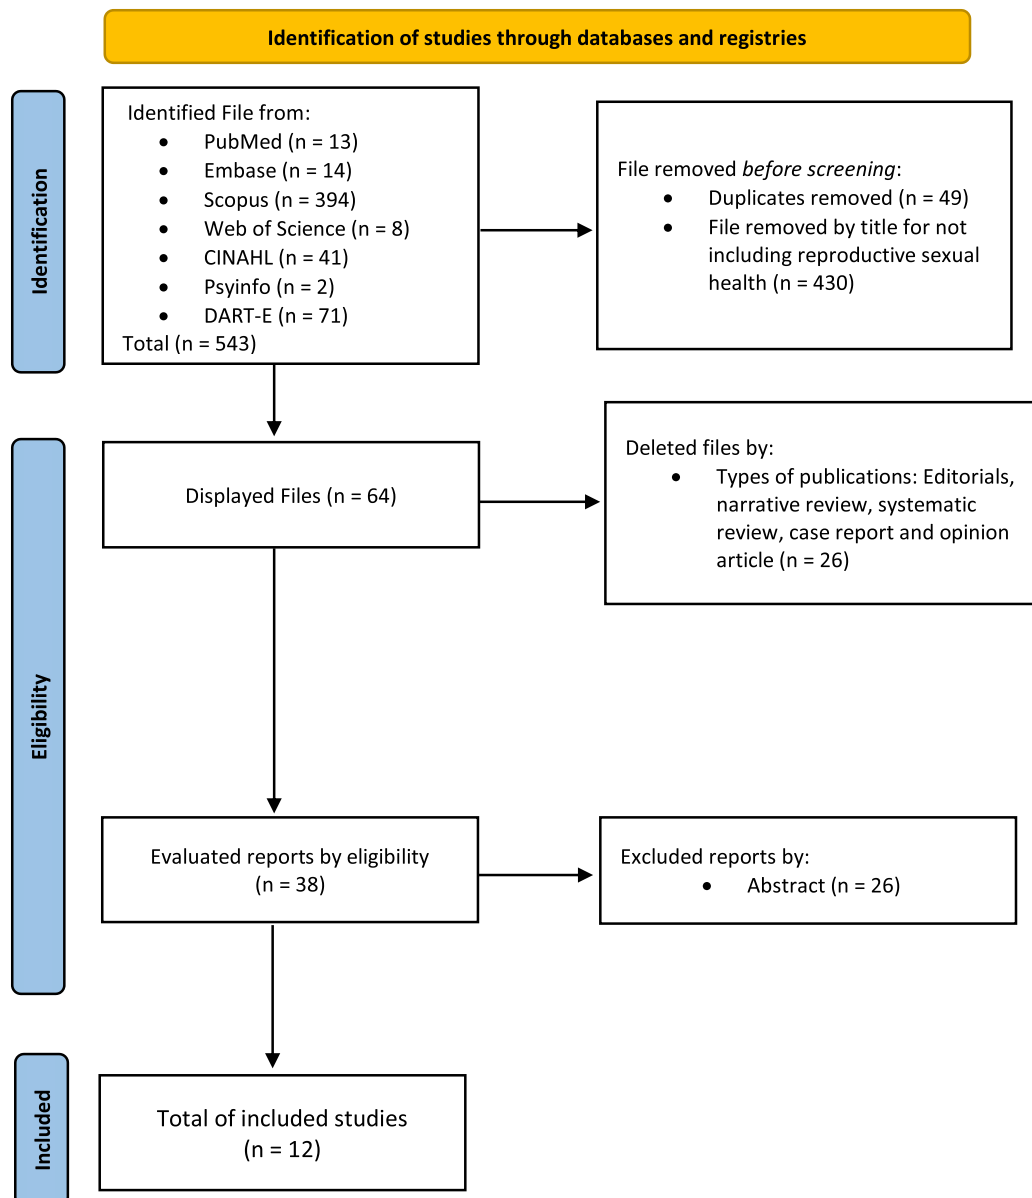 Identification of studies through databases and registries
Identification
Identified File from:
• PubMed (n = 13)
• Embase (n = 14)
• Scopus (n = 394)
• Web of Science (n = 8)
• CINAHL (n = 41)
• Psyinfo (n = 2)
• DART-E (n = 71)
Total (n = 543)
File removed before screening:
• Duplicates removed (n = 49)
• File removed by title for not
including reproductive sexual
health (n = 430)
Eligibility
Displayed Files (n = 64)
Deleted files by:
• Types of publications: Editorials,
narrative review, systematic
review, case report and opinion
article (n = 26)
Evaluated reports by eligibility
(n = 38)
Excluded reports by:
• Abstract (n = 26)
Included
Total of included studies
(n = 12)